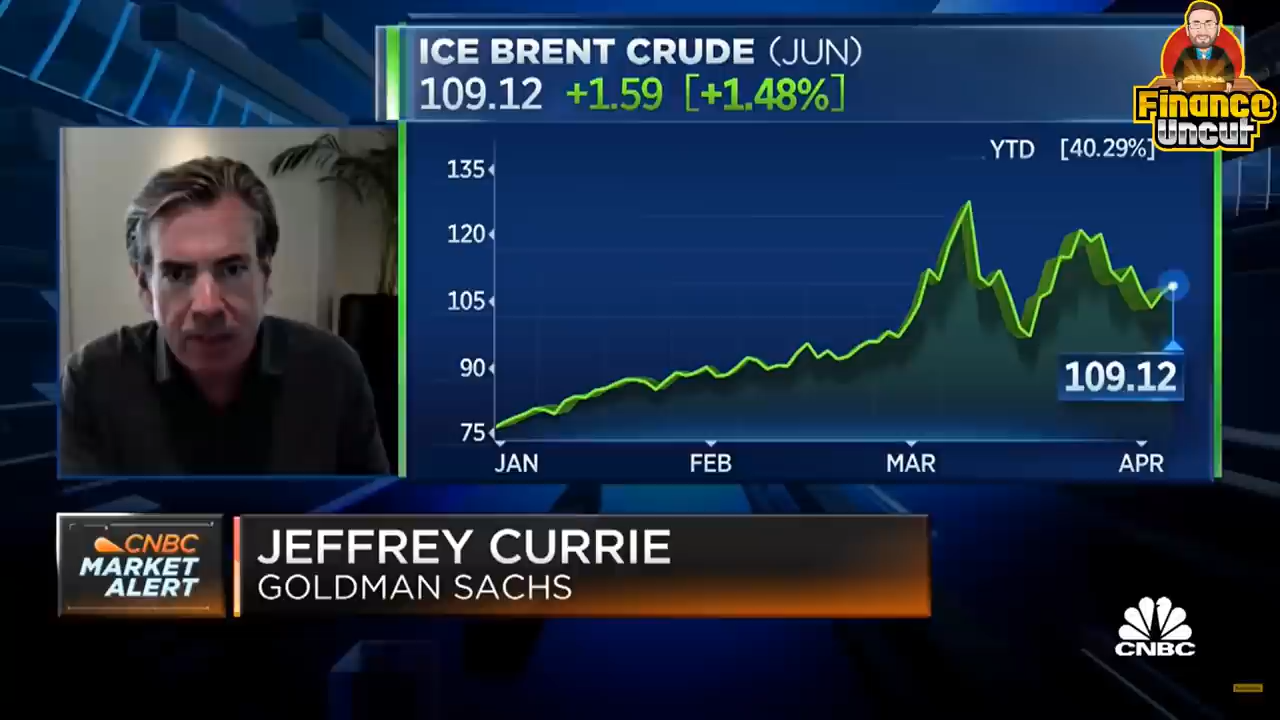 ICE BRENT CRUDE (JUN)
109.12 +1.59 [+1.48%]
Finance
Uncut
YTD [40.29%]
135
120
105
90
75
109.12
JAN FEB MAR APR
CNBC
MARKET
ALERT
JEFFREY CURRIE
GOLDMAN SACHS
CNBC